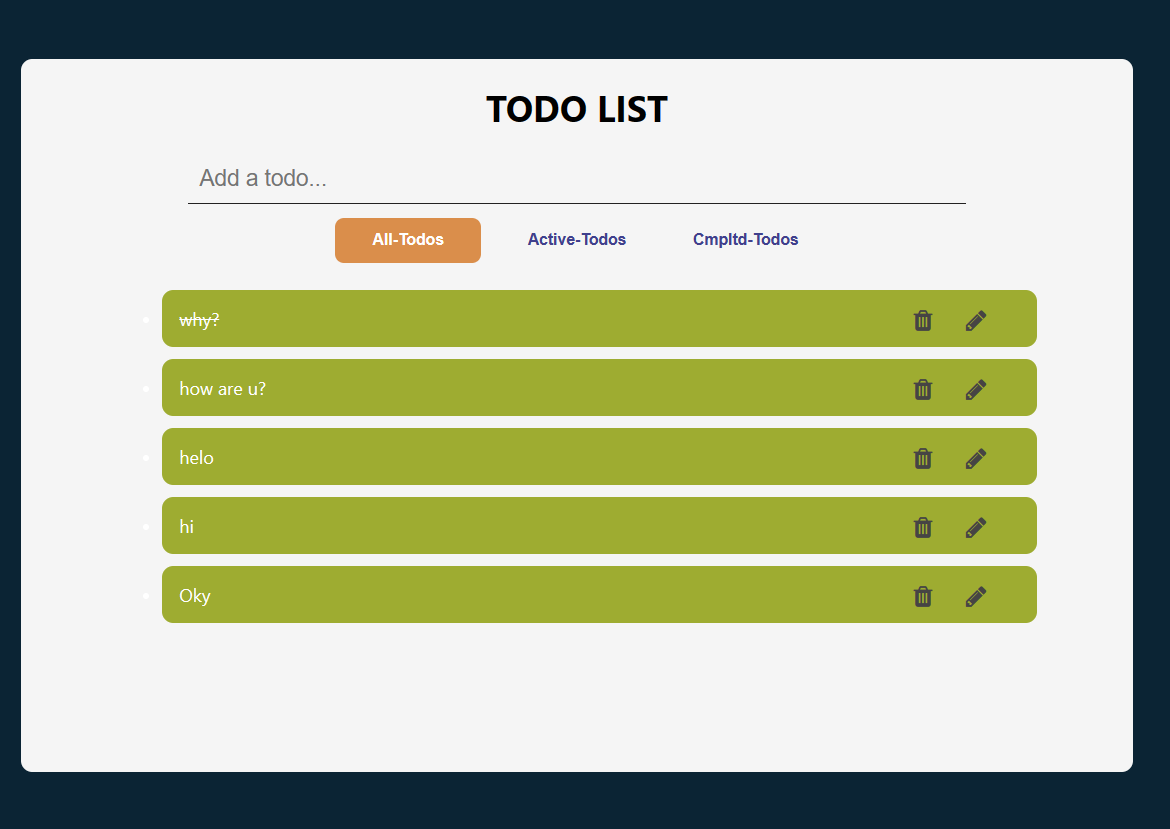 TODO LIST
Add a todo...
All-Todos Active-Todos Cmpltd-Todos
why?
how are u?
helo
hi
Oky